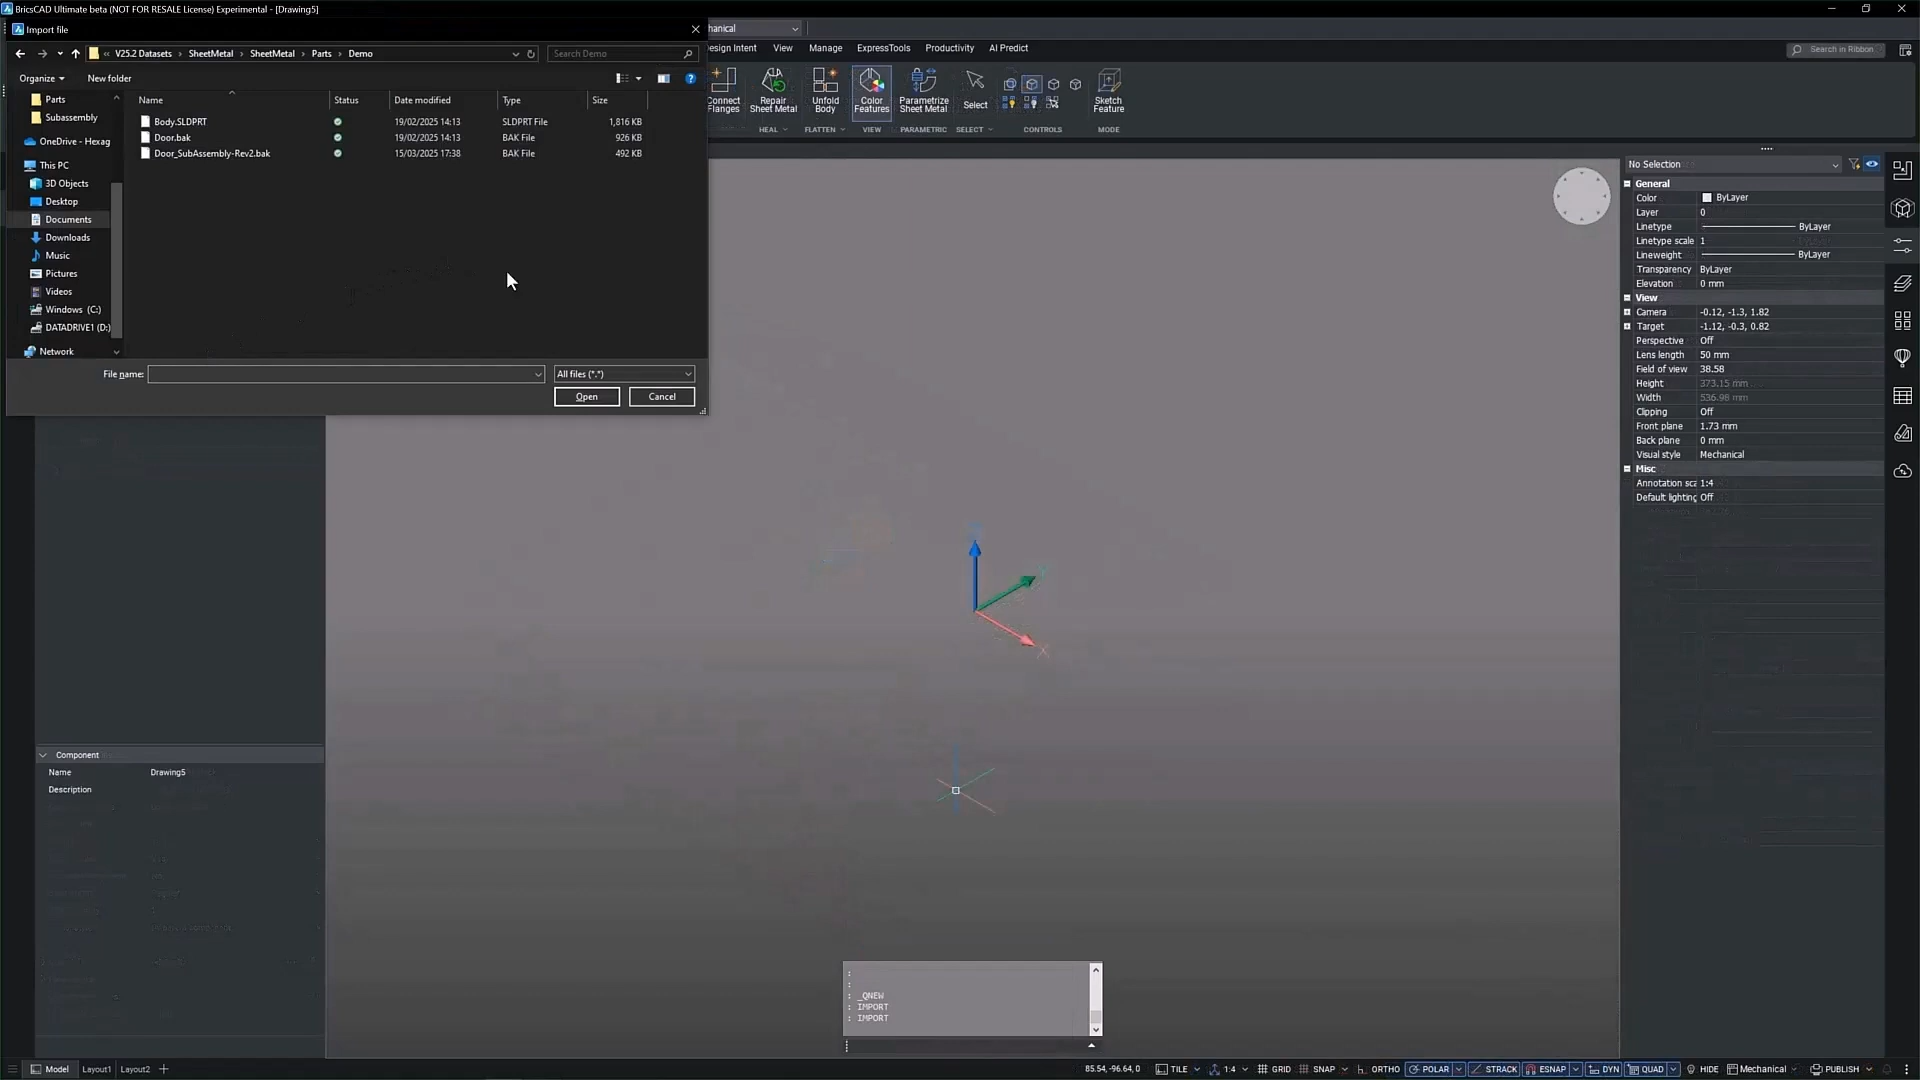 BricsCAD Ultimate beta (NOT FOR RESALE License) Experimental - [Drawing5]
Import file
V25.2 Datasets › SheetMetal › SheetMetal › Parts › Demo
Search Demo
Organize
New folder
Name
Status
Date modified
Type
Size
Body.SLDPRT 19/02/2025 14:13 SLDPRT File 1,816 KB
Door.bak 19/02/2025 14:13 BAK File 926 KB
Door_SubAssembly-Rev2.bak 15/03/2025 17:38 BAK File 492 KB
Parts
Subassembly
OneDrive - Hexag
This PC
3D Objects
Desktop
Documents
Downloads
Music
Pictures
Videos
Windows (C:)
DATADRIVE1 (D:)
Network
File name:
All files (*.*)
Open
Cancel
hanical
esign Intent
View
Manage
ExpressTools
Productivity
AI Predict
Search in Ribbon
onnect Flanges
Repair Sheet Metal
Unfold Body
Color Features
Parametrize Sheet Metal
Select
Sketch Feature
HEAL
FLATTEN
VIEW
PARAMETRIC
SELECT
CONTROLS
MODE
No Selection
General
Color ByLayer
Layer 0
Linetype ByLayer
Linetype scale 1
Lineweight ByLayer
Transparency ByLayer
Elevation 0 mm
View
Camera -0.12, -1.3, 1.82
Target -1.12, -0.3, 0.82
Perspective Off
Lens length 50 mm
Field of view 38.58
Height 373.15 mm
Width 536.98 mm
Clipping Off
Front plane 1.73 mm
Back plane 0 mm
Visual style Mechanical
Misc
Annotation sca 1:4
Default lighting Off
X
Component
Name Drawing5
Description
:
:
: _QNEW
: IMPORT
: IMPORT
:
Model
Layout1
Layout2
85.54, -96.64, 0
TILE
1:4
GRID
SNAP
ORTHO
POLAR
STRACK
ESNAP
DYN
QUAD
HIDE
Mechanical
PUBLISH